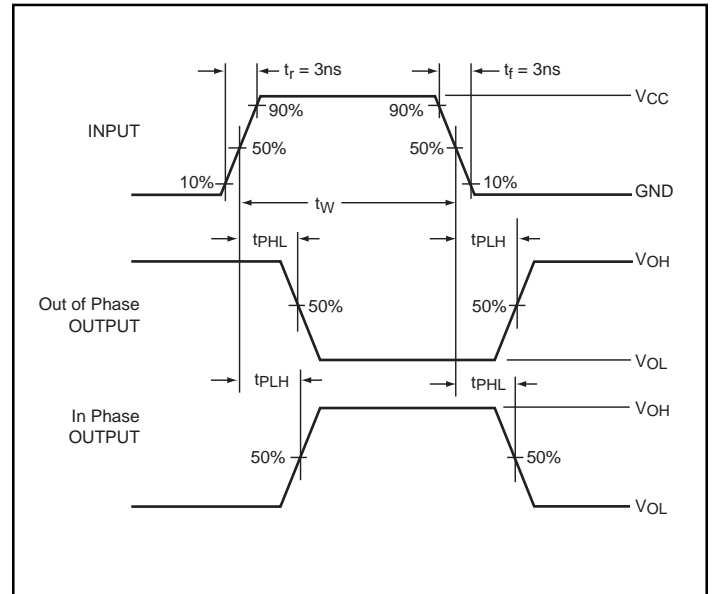 tr = 3ns
tf = 3ns
VCC
90%
90%
INPUT
50%
50%
10%
10%
GND
tW
tPHL
tPLH
VOH
Out of Phase
OUTPUT
50%
50%
VOL
tPLH
tPHL
VOH
In Phase
OUTPUT
50%
50%
VOL